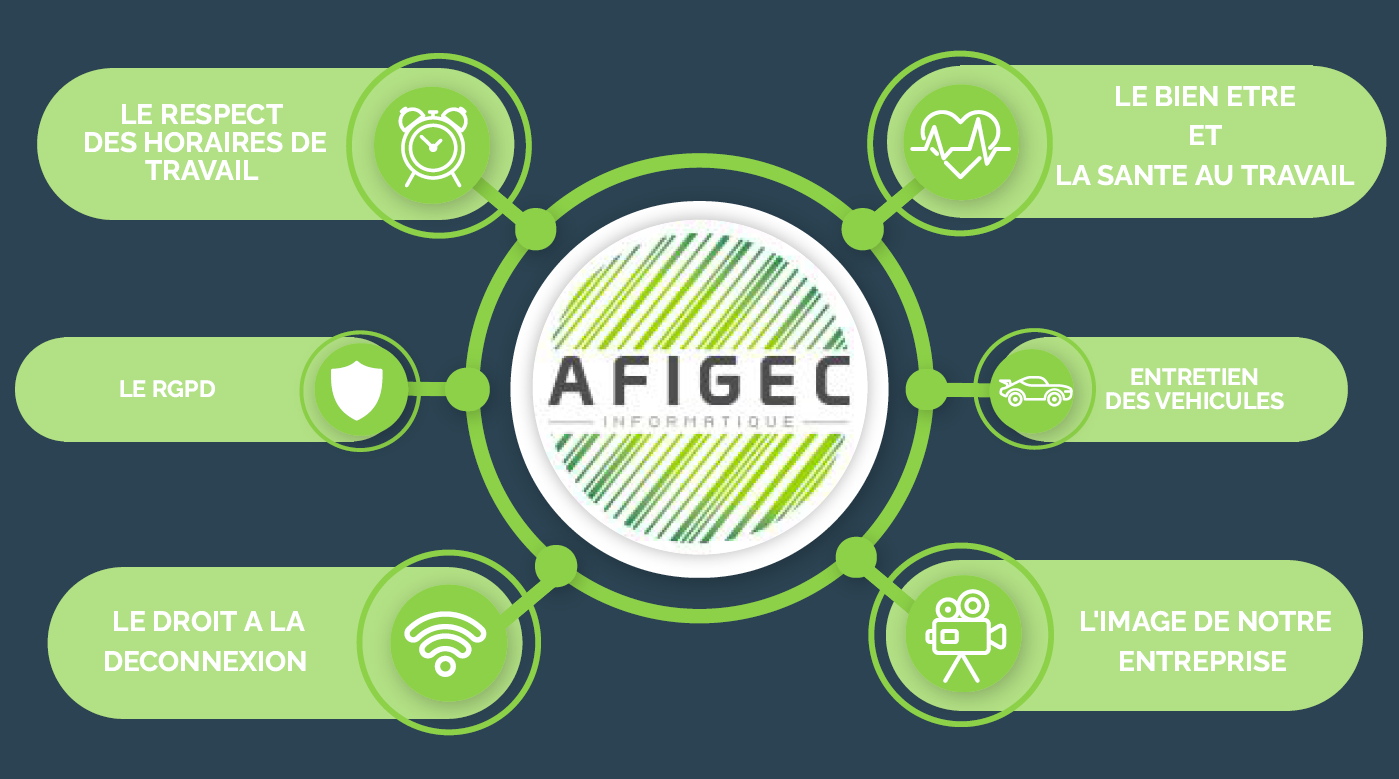 LE RESPECT
DES HORAIRES DE
TRAVAIL
LE BIEN ETRE
ET
LA SANTE AU TRAVAIL
LE RGPD
AFIGEC
INFORMATIQUE
ENTRETIEN
DES VEHICULES
LE DROIT A LA
DECONNEXION
L'IMAGE DE NOTRE
ENTREPRISE